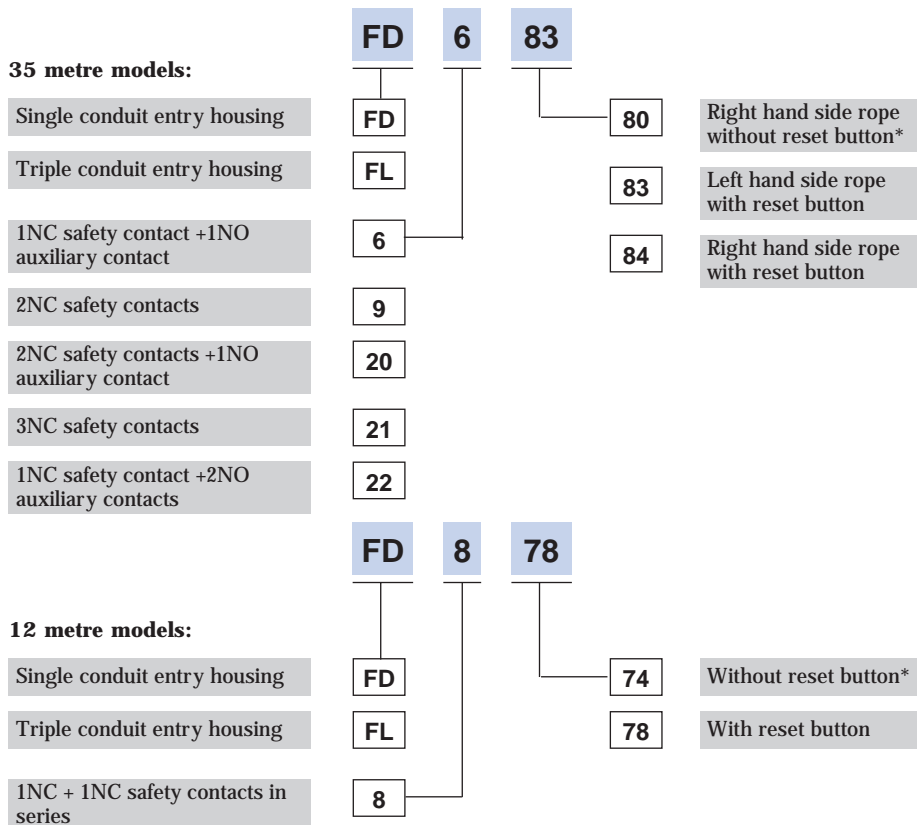 FD 6 83
35 metre models:
Single conduit entry housing FD 80 Right hand side rope
without reset button*
Triple conduit entry housing FL 83 Left hand side rope
with reset button
1NC safety contact +1NO
auxiliary contact 6 84 Right hand side rope
with reset button
2NC safety contacts 9
2NC safety contacts +1NO
auxiliary contact 20
3NC safety contacts 21
1NC safety contact +2NO
auxiliary contacts 22
FD 8 78
12 metre models:
Single conduit entry housing FD 74 Without reset button*
Triple conduit entry housing FL 78 With reset button
1NC + 1NC safety contacts in
series 8